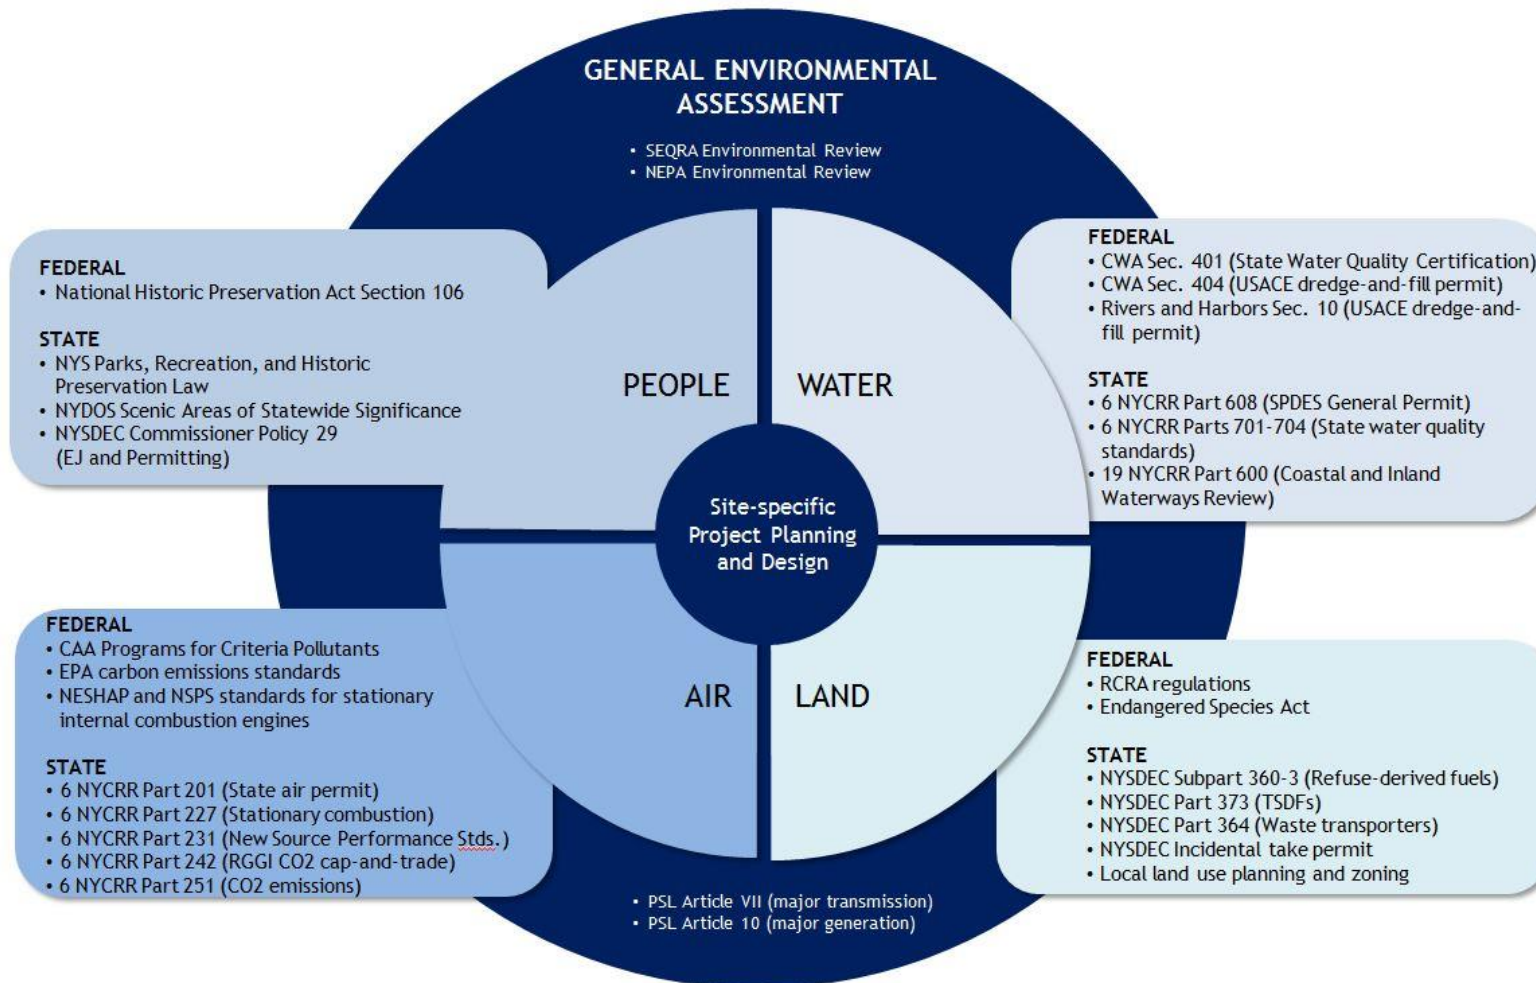 GENERAL ENVIRONMENTAL
ASSESSMENT
• SEQRA Environmental Review
• NEPA Environmental Review
FEDERAL
• National Historic Preservation Act Section 106
STATE
• NYS Parks, Recreation, and Historic
Preservation Law
• NYDOS Scenic Areas of Statewide Significance
• NYSDEC Commissioner Policy 29
(EJ and Permitting)
PEOPLE
WATER
FEDERAL
• CWA Sec. 401 (State Water Quality Certification)
• CWA Sec. 404 (USACE dredge-and-fill permit)
• Rivers and Harbors Sec. 10 (USACE dredge-and-
fill permit)
STATE
• 6 NYCRR Part 608 (SPDES General Permit)
• 6 NYCRR Parts 701-704 (State water quality
standards)
• 19 NYCRR Part 600 (Coastal and Inland
Waterways Review)
Site-specific
Project Planning
and Design
FEDERAL
• CAA Programs for Criteria Pollutants
• EPA carbon emissions standards
• NESHAP and NSPS standards for stationary
internal combustion engines
STATE
• 6 NYCRR Part 201 (State air permit)
• 6 NYCRR Part 227 (Stationary combustion)
• 6 NYCRR Part 231 (New Source Performance Stds.)
• 6 NYCRR Part 242 (RGGI CO2 cap-and-trade)
• 6 NYCRR Part 251 (CO2 emissions)
AIR
LAND
FEDERAL
• RCRA regulations
• Endangered Species Act
STATE
• NYSDEC Subpart 360-3 (Refuse-derived fuels)
• NYSDEC Part 373 (TSDFs)
• NYSDEC Part 364 (Waste transporters)
• NYSDEC Incidental take permit
• Local land use planning and zoning
• PSL Article VII (major transmission)
• PSL Article 10 (major generation)